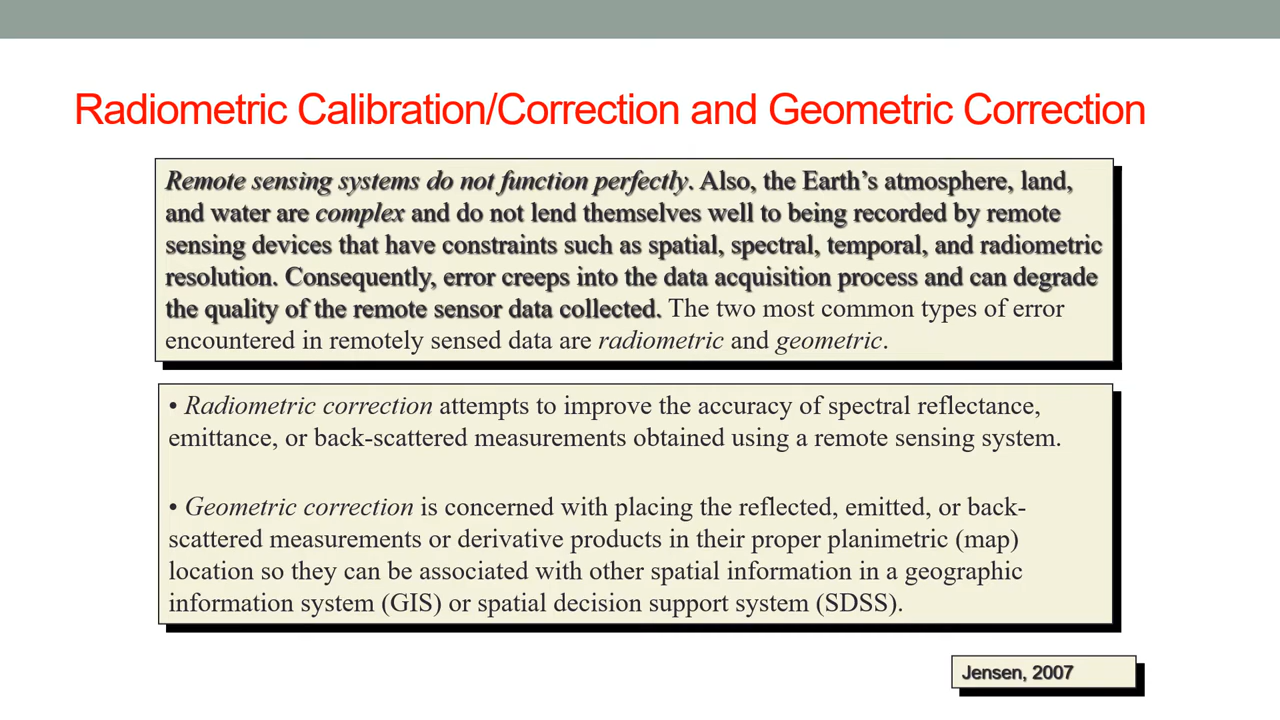 Radiometric Calibration/Correction and Geometric Correction
Remote sensing systems do not function perfectly. Also, the Earth's atmosphere, land,
and water are complex and do not lend themselves well to being recorded by remote
sensing devices that have constraints such as spatial, spectral, temporal, and radiometric
resolution. Consequently, error creeps into the data acquisition process and can degrade
the quality of the remote sensor data collected. The two most common types of error
encountered in remotely sensed data are radiometric and geometric.
• Radiometric correction attempts to improve the accuracy of spectral reflectance,
emittance, or back-scattered measurements obtained using a remote sensing system.
• Geometric correction is concerned with placing the reflected, emitted, or back-
scattered measurements or derivative products in their proper planimetric (map)
location so they can be associated with other spatial information in a geographic
information system (GIS) or spatial decision support system (SDSS).
Jensen, 2007